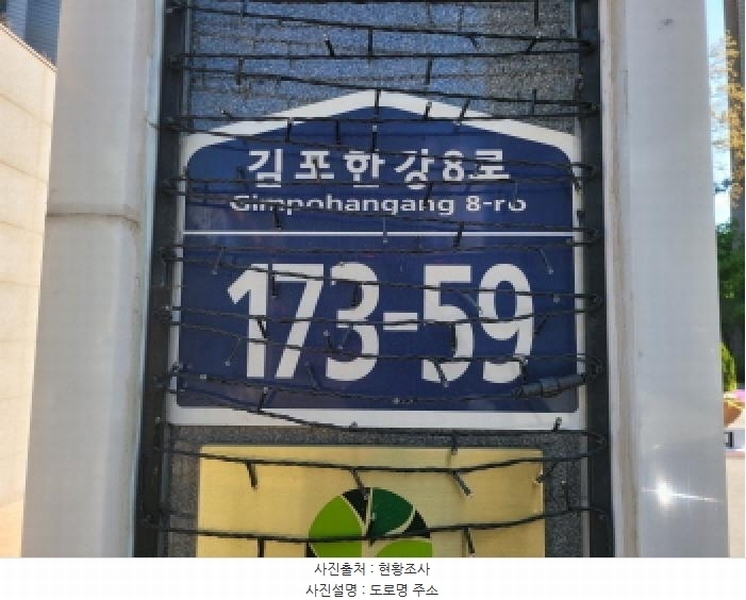 김포한강8로
Gimpohangang 8-ro
173-59
사진출처 : 현황조사
사진설명 : 도로명 주소